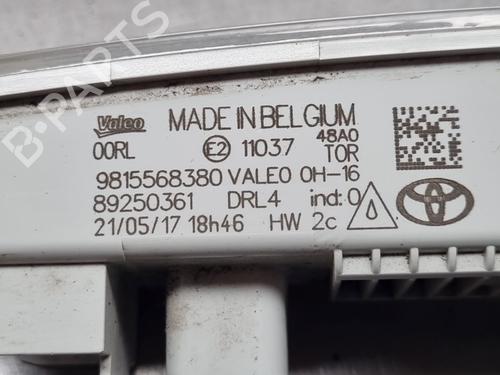 Valeo MADE IN BELGIUM
00RL E2 11037 48A0
TOR
9815568380 VALEO 0H-16
89250361 DRL4 ind:0
21/05/17 18h46 HW 2c
B-PARTS